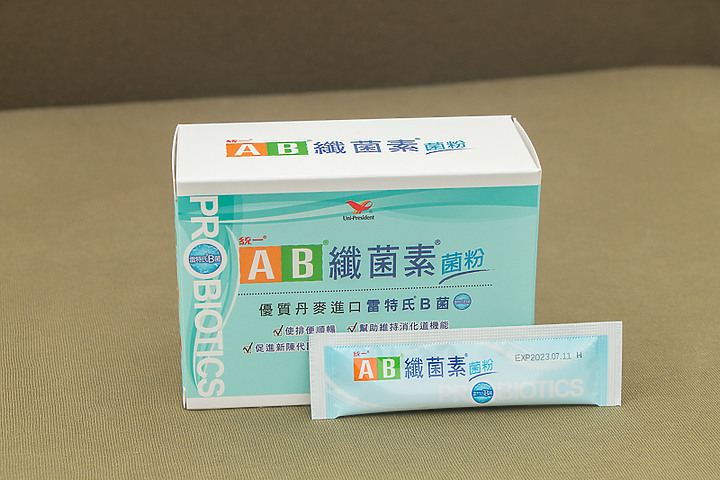 統一 AB® 纖菌素® 菌粉
Uni-President
統一®
AB® 纖菌素® 菌粉
PROBIOTICS
雷特氏B菌
優質丹麥進口 雷特氏B菌
✓使排便順暢 ✓幫助維持消化道機能
✓促進新陳代
統一®
AB® 纖菌素® 菌粉
EXP2023.07.11 H
PROBIOTICS